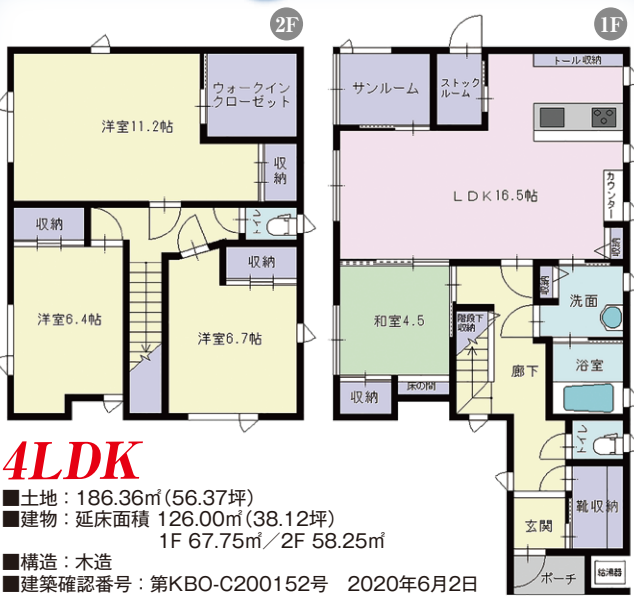 2F
1F
ウォークイン
クローゼット
洋室11.2帖
収納
収納
トイレ
収納
洋室6.4帖
洋室6.7帖
サンルーム
ストック
ルーム
トール収納
LDK16.5帖
カウンター
収納
収納
洗面
和室4.5
階段下
収納
廊下
浴室
収納
床の間
トイレ
靴収納
玄関
ポーチ
給湯器
4LDK
■土地:186.36㎡(56.37坪)
■建物:延床面積 126.00㎡(38.12坪)
1F 67.75㎡/2F 58.25㎡
■構造:木造
■建築確認番号:第KBO-C200152号 2020年6月2日